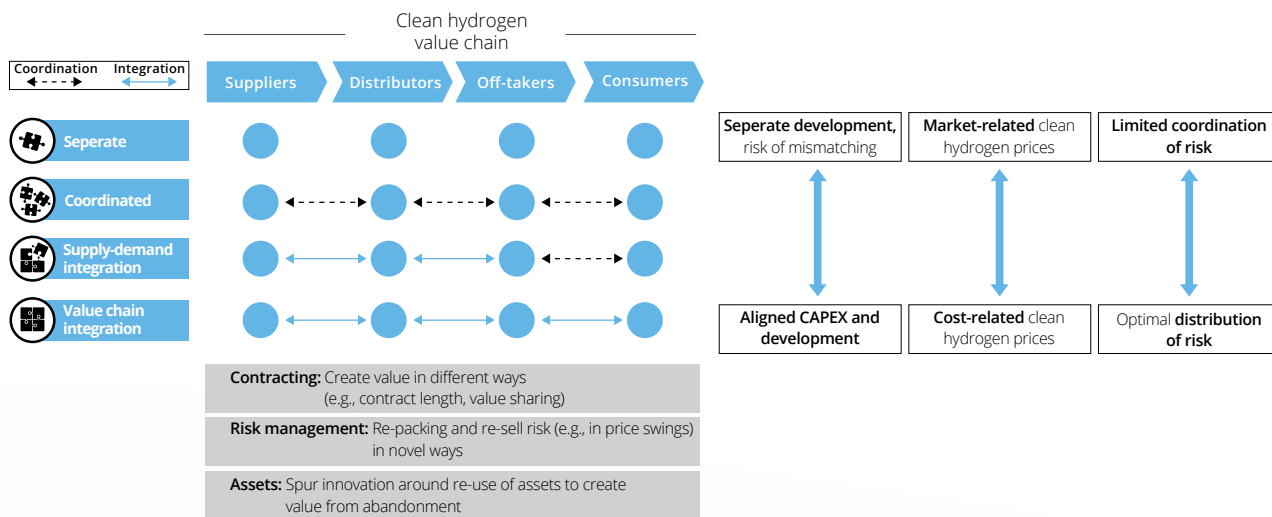 Clean hydrogen
value chain
Coordination Integration
Suppliers Distributors Off-takers Consumers
Seperate
Coordinated
Supply-demand
integration
Value chain
integration
Seperate development,
risk of mismatching
Market-related clean
hydrogen prices
Limited coordination
of risk
Aligned CAPEX and
development
Cost-related clean
hydrogen prices
Optimal distribution
of risk
Contracting: Create value in different ways
(e.g., contract length, value sharing)
Risk management: Re-packing and re-sell risk (e.g., in price swings)
in novel ways
Assets: Spur innovation around re-use of assets to create
value from abandonment